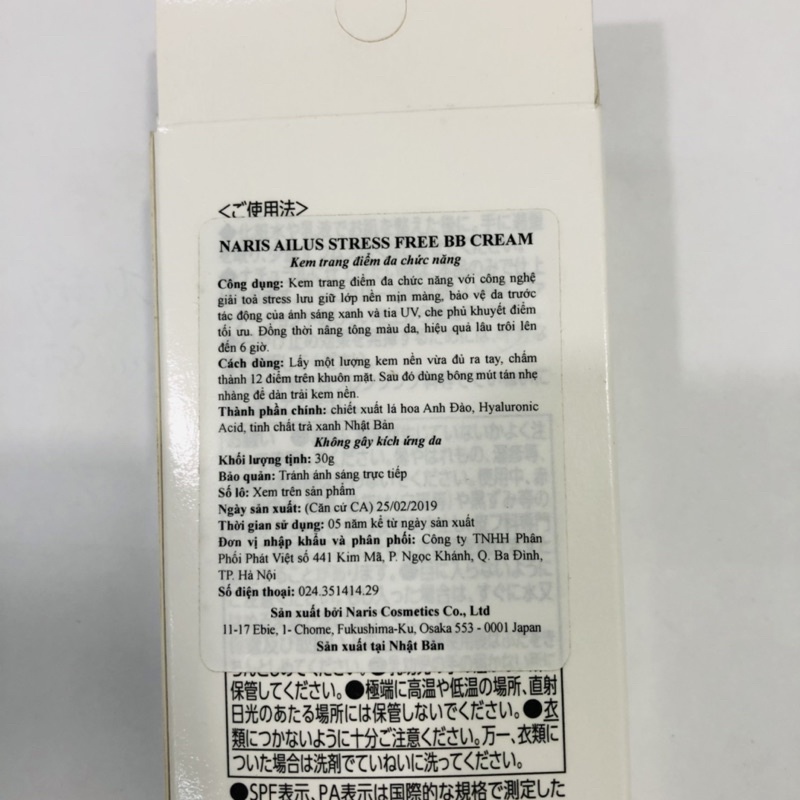 <ご使用法>
NARIS AILUS STRESS FREE BB CREAM
Kem trang điểm đa chức năng
Công dụng: Kem trang điểm đa chức năng với công nghệ
giải toả stress lưu giữ lớp nền mịn màng, bảo vệ da trước
tác động của ánh sáng xanh và tia UV, che phủ khuyết điểm
tối ưu. Đồng thời nâng tông màu da, hiệu quả lâu trôi lên
đến 6 giờ.
Cách dùng: Lấy một lượng kem nền vừa đủ ra tay, chấm
thành 12 điểm trên khuôn mặt. Sau đó dùng bông mút tán nhẹ
nhàng để dàn trải kem nền.
Thành phần chính: chiết xuất lá hoa Anh Đào, Hyaluronic
Acid, tinh chất trà xanh Nhật Bản
Không gây kích ứng da
Khối lượng tịnh: 30g
Bảo quản: Tránh ánh sáng trực tiếp
Số lô: Xem trên sản phẩm
Ngày sản xuất: (Căn cứ CA) 25/02/2019
Thời gian sử dụng: 05 năm kể từ ngày sản xuất
Đơn vị nhập khẩu và phân phối: Công ty TNHH Phân
Phối Phát Việt số 441 Kim Mã, P. Ngọc Khánh, Q. Ba Đình,
TP. Hà Nội
Số điện thoại: 024.351414.29
Sản xuất bởi Naris Cosmetics Co., Ltd
11-17 Ebie, 1- Chome, Fukushima-Ku, Osaka 553 - 0001 Japan
Sản xuất tại Nhật Bản
保管してください。●極端に高温や低温の場所、直射
日光のあたる場所には保管しないでください。●衣
類につかないように十分ご注意ください。万一、衣類に
ついた場合は洗剤でていねいに洗ってください。
●SPF表示、PA表示は国際的な規格で測定した